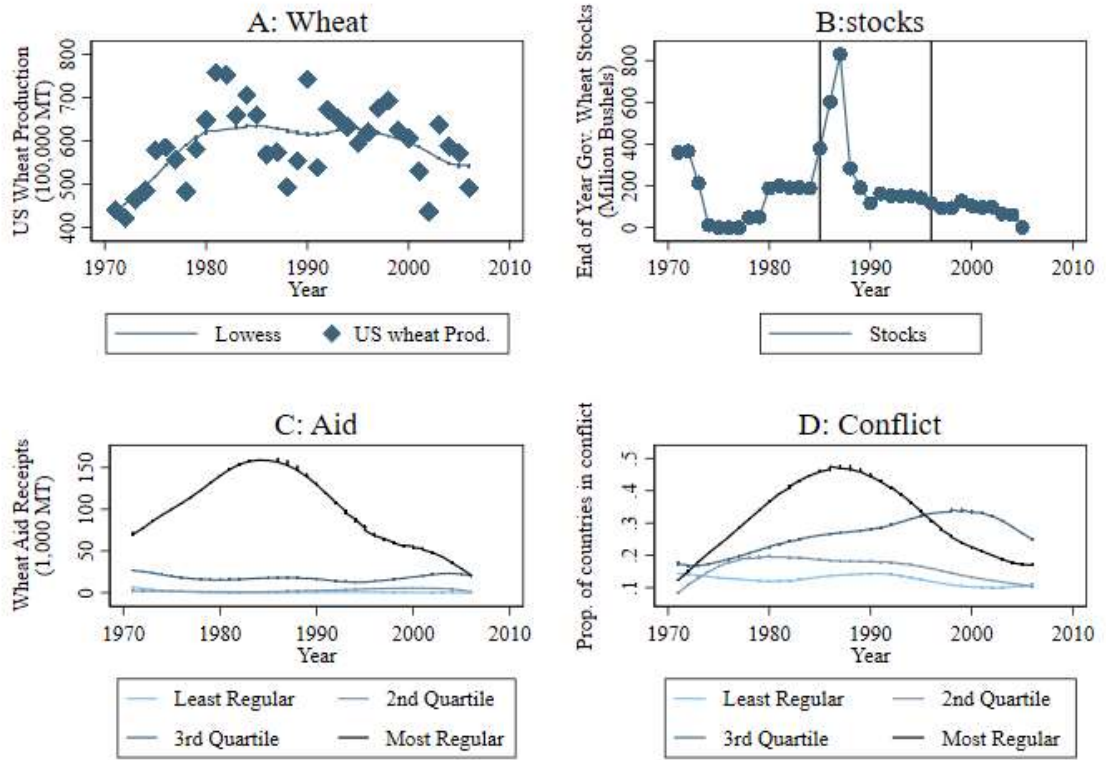 A: Wheat
US Wheat Production
(100,000 MT)
800
700
600
500
400
1970 1980 1990 2000 2010
Year
Lowess US wheat Prod.
B:stocks
End of Year Gov. Wheat Stocks
(Million Bushels)
800
600
400
200
0
1970 1980 1990 2000 2010
Year
Stocks
C: Aid
Wheat Aid Receipts
(1,000 MT)
150
100
50
0
1970 1980 1990 2000 2010
Year
Least Regular 2nd Quartile
3rd Quartile Most Regular
D: Conflict
Prop. of countries in conflict
.5
.4
.3
.2
.1
1970 1980 1990 2000 2010
Year
Least Regular 2nd Quartile
3rd Quartile Most Regular